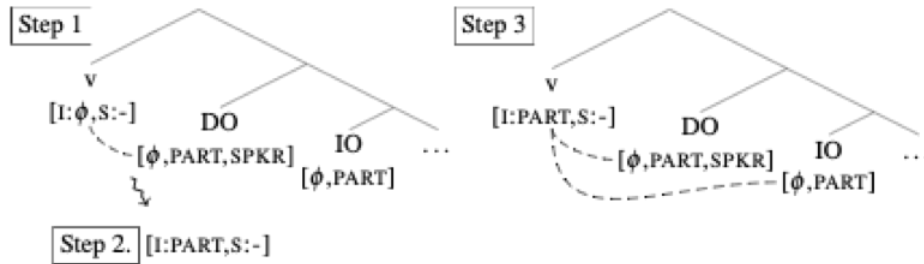 Step 1
v
[I:ϕ,S:-]
DO
[ϕ,PART,SPKR]
IO
[ϕ,PART]
...
Step 2. [I:PART,S:-]
Step 3
v
[I:PART,S:-]
DO
[ϕ,PART,SPKR]
IO
[ϕ,PART]
..